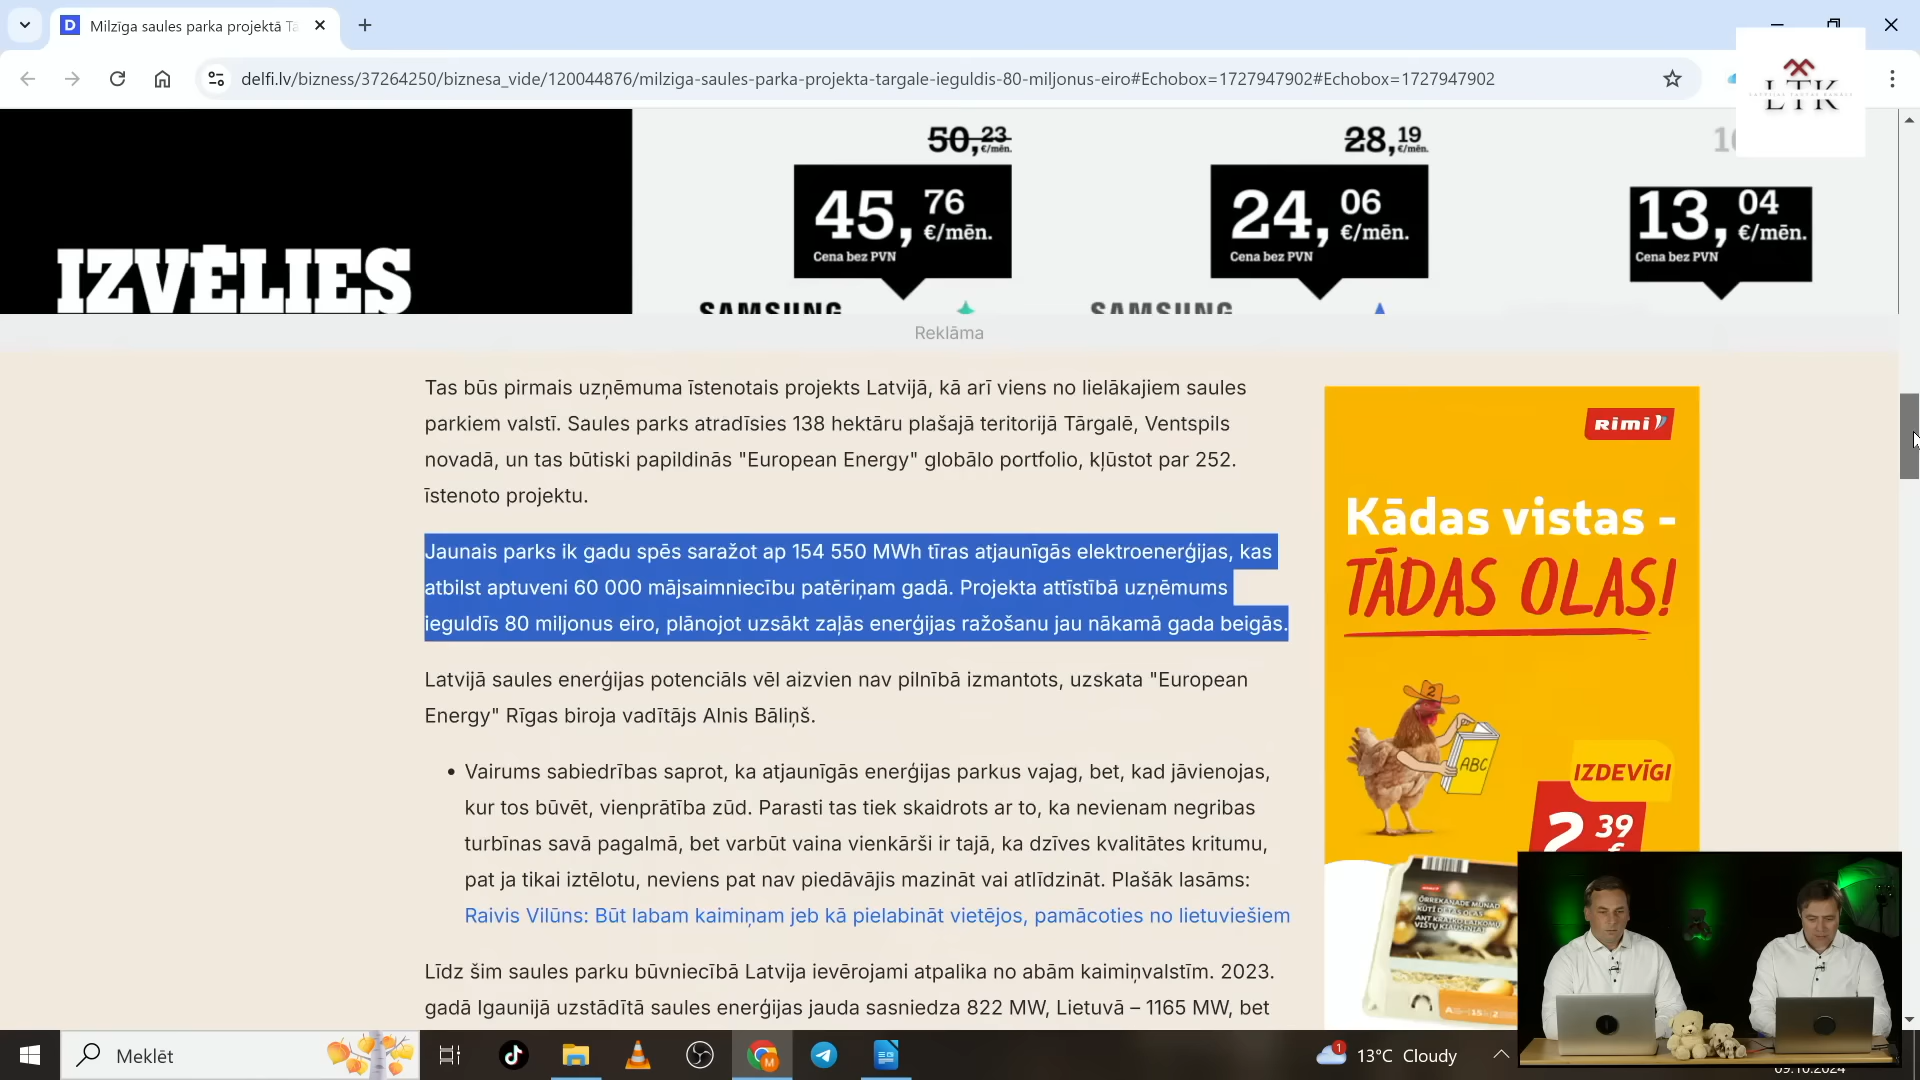 Milzīga saules parka projektā Tā
delfi.lv/bizness/37264250/biznesa_vide/120044876/milziga-saules-parka-projekta-targale-ieguldis-80-miljonus-eiro#Echobox=1727947902#Echobox=1727947902
LTK
50,23 €/mēn.
28,19 €/mēn.
45,76 €/mēn.
Cena bez PVN
24,06 €/mēn.
Cena bez PVN
13,04 €/mēn.
Cena bez PVN
IZVĒLIES
SAMSUNG
SAMSUNG
Reklāma
Tas būs pirmais uzņēmuma īstenotais projekts Latvijā, kā arī viens no lielākajiem saules
parkiem valstī. Saules parks atradīsies 138 hektāru plašajā teritorijā Tārgalē, Ventspils
novadā, un tas būtiski papildinās "European Energy" globālo portfolio, kļūstot par 252.
īstenoto projektu.
Jaunais parks ik gadu spēs saražot ap 154 550 MWh tīras atjaunīgās elektroenerģijas, kas
atbilst aptuveni 60 000 mājsaimniecību patēriņam gadā. Projekta attīstībā uzņēmums
ieguldīs 80 miljonus eiro, plānojot uzsākt zaļās enerģijas ražošanu jau nākamā gada beigās.
Latvijā saules enerģijas potenciāls vēl aizvien nav pilnībā izmantots, uzskata "European
Energy" Rīgas biroja vadītājs Alnis Bāliņš.
• Vairums sabiedrības saprot, ka atjaunīgās enerģijas parkus vajag, bet, kad jāvienojas,
kur tos būvēt, vienprātība zūd. Parasti tas tiek skaidrots ar to, ka nevienam negribas
turbīnas savā pagalmā, bet varbūt vaina vienkārši ir tajā, ka dzīves kvalitātes kritumu,
pat ja tikai iztēlotu, neviens pat nav piedāvājis mazināt vai atlīdzināt. Plašāk lasāms:
Raivis Vilūns: Būt labam kaimiņam jeb kā pielabināt vietējos, pamācoties no lietuviešiem
Līdz šim saules parku būvniecībā Latvija ievērojami atpalika no abām kaimiņvalstīm. 2023.
gadā Igaunijā uzstādītā saules enerģijas jauda sasniedza 822 MW, Lietuvā – 1165 MW, bet
Rimi
Kādas vistas -
TĀDAS OLAS!
2
ABC
IZDEVĪGI
2 39
€
Meklēt
1
13°C Cloudy
09.10.2024